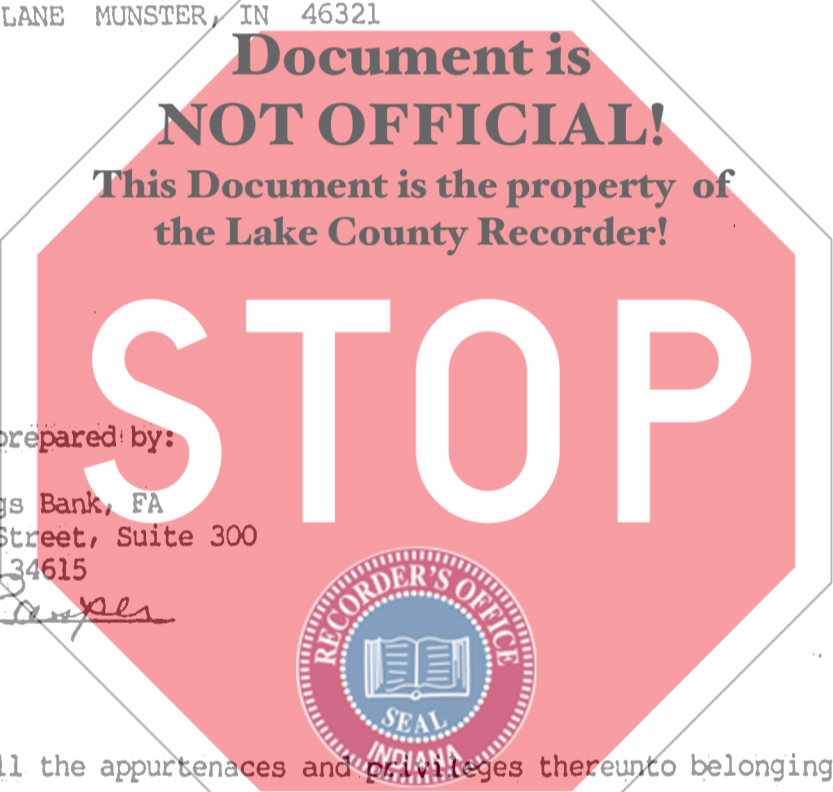 LANE MUNSTER, IN 46321
Document is
NOT OFFICIAL!
This Document is the property of
the Lake County Recorder!
STOP
prepared by:
gs Bank, FA
Street, Suite 300
34615
RECORDER'S OFFICE
SEAL
INDIANA
ll the appurtenaces and privileges thereunto belonging